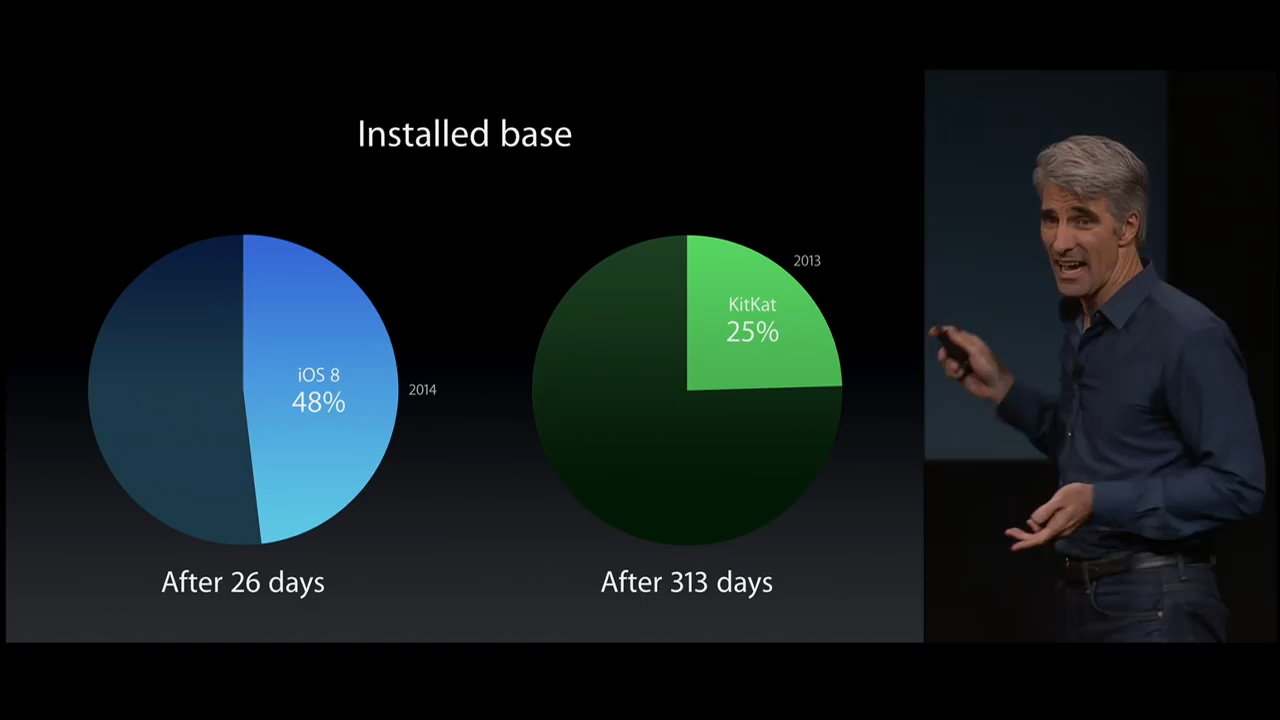 Installed base
iOS 8
48%
2014
After 26 days
2013
KitKat
25%
After 313 days